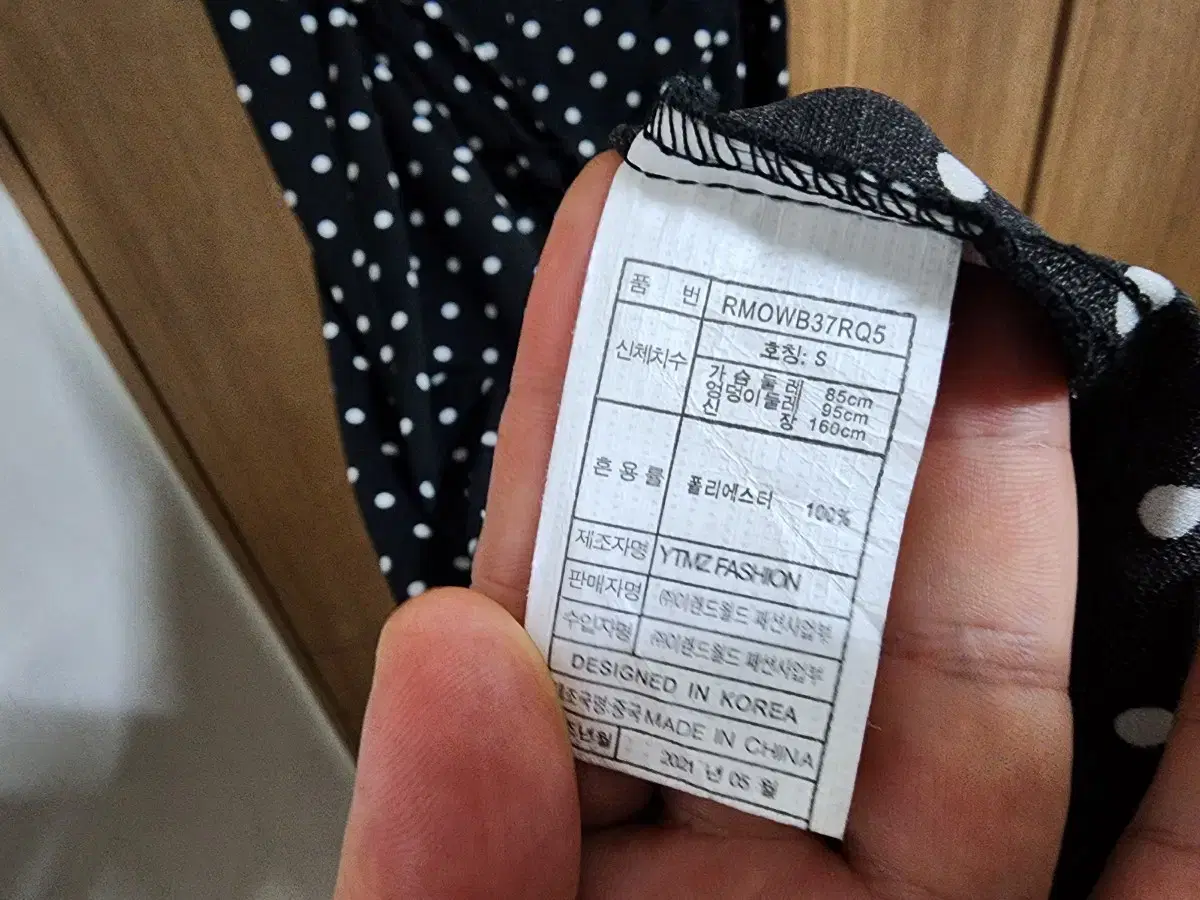 품 번 RMOWB37RQ5
신체치수 호칭: S
가슴둘레 85cm
엉덩이둘레 95cm
신 장 160cm
혼용률 폴리에스터 100%
제조자명 YTMZ FASHION
판매자명 ㈜이랜드월드 패션사업부
수입자명 ㈜이랜드월드 패션사업부
DESIGNED IN KOREA
제조국명:중국 MADE IN CHINA
조년월 2021 년 05 월